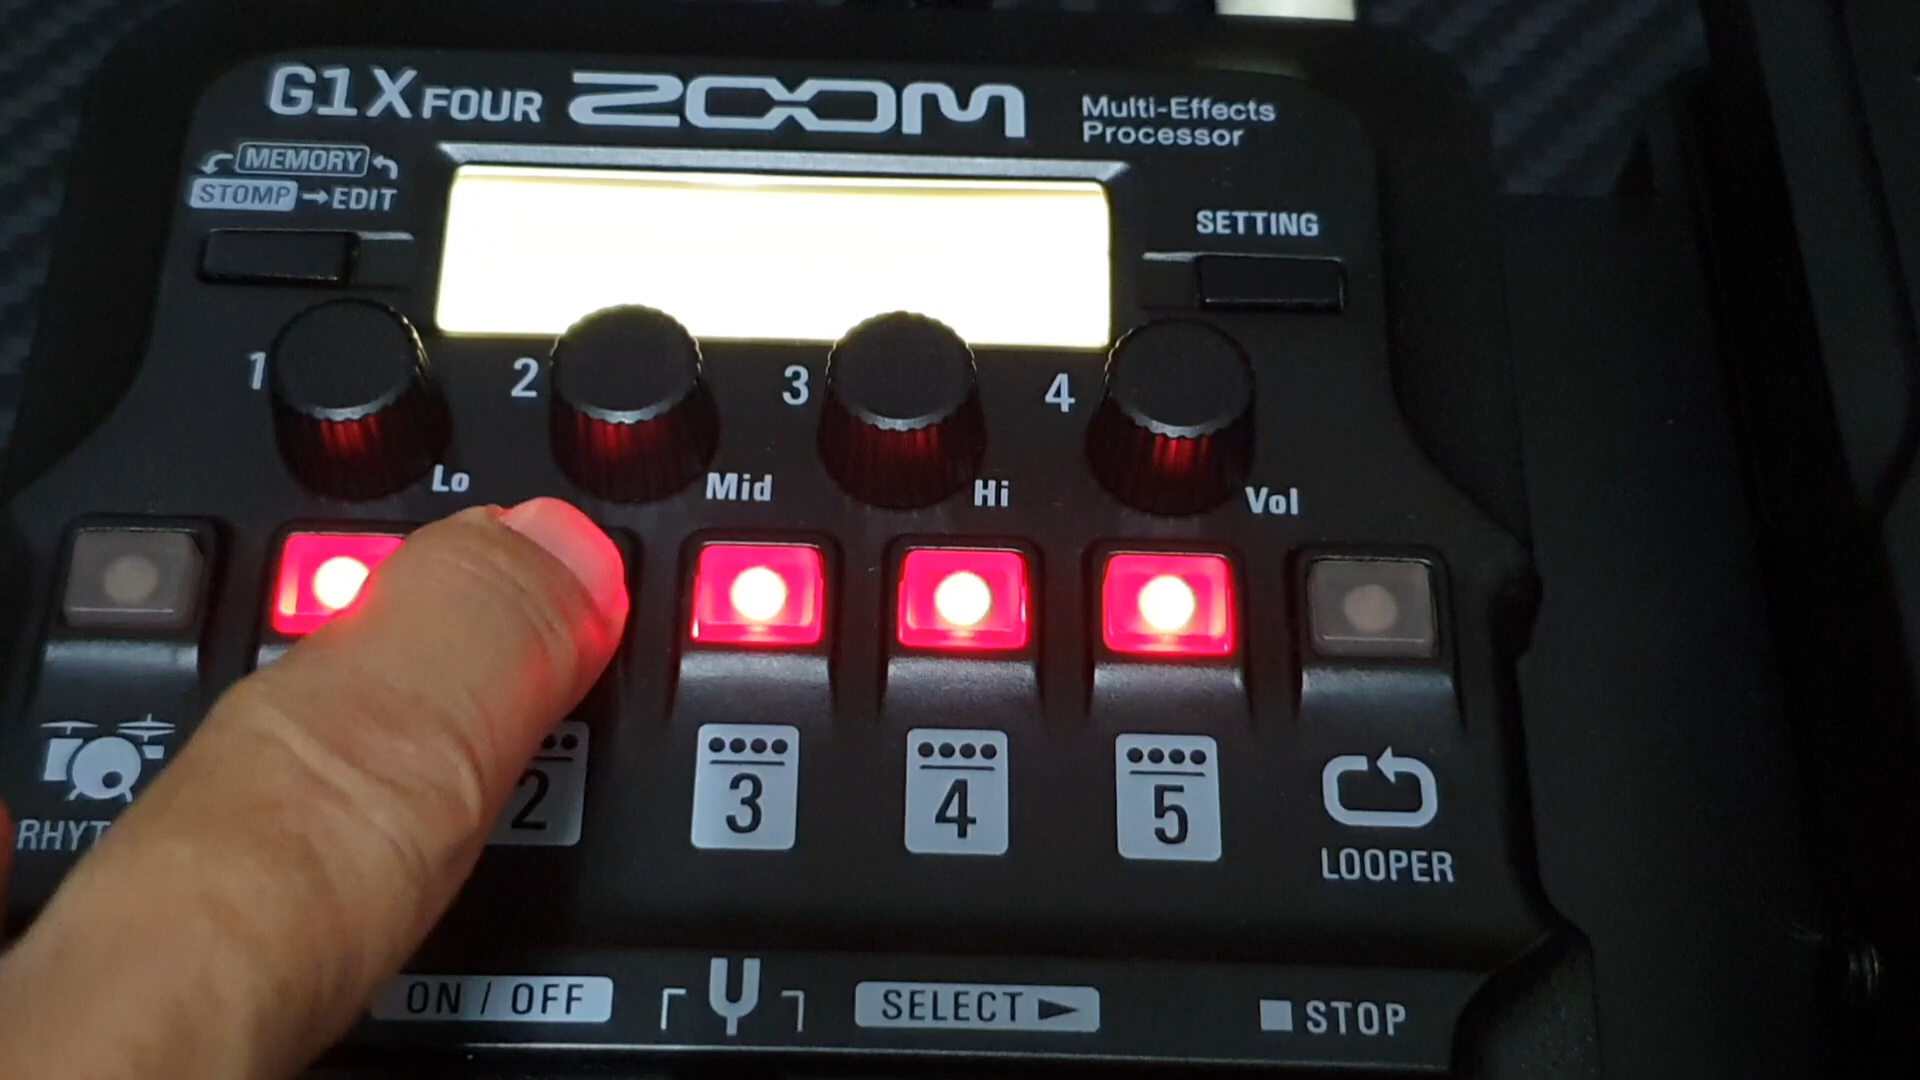 G1X FOUR ZOOM Multi-Effects
Processor
MEMORY
STOMP → EDIT
SETTING
1 2 3 4
Lo Mid Hi Vol
2 3 4 5
RHYT
LOOPER
ON / OFF SELECT ► ■ STOP